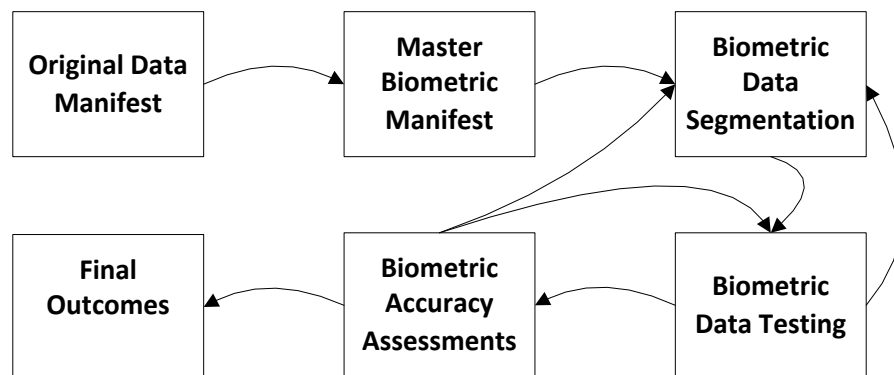 Original Data
Manifest
Master
Biometric
Manifest
Biometric
Data
Segmentation
Final
Outcomes
Biometric
Accuracy
Assessments
Biometric
Data Testing